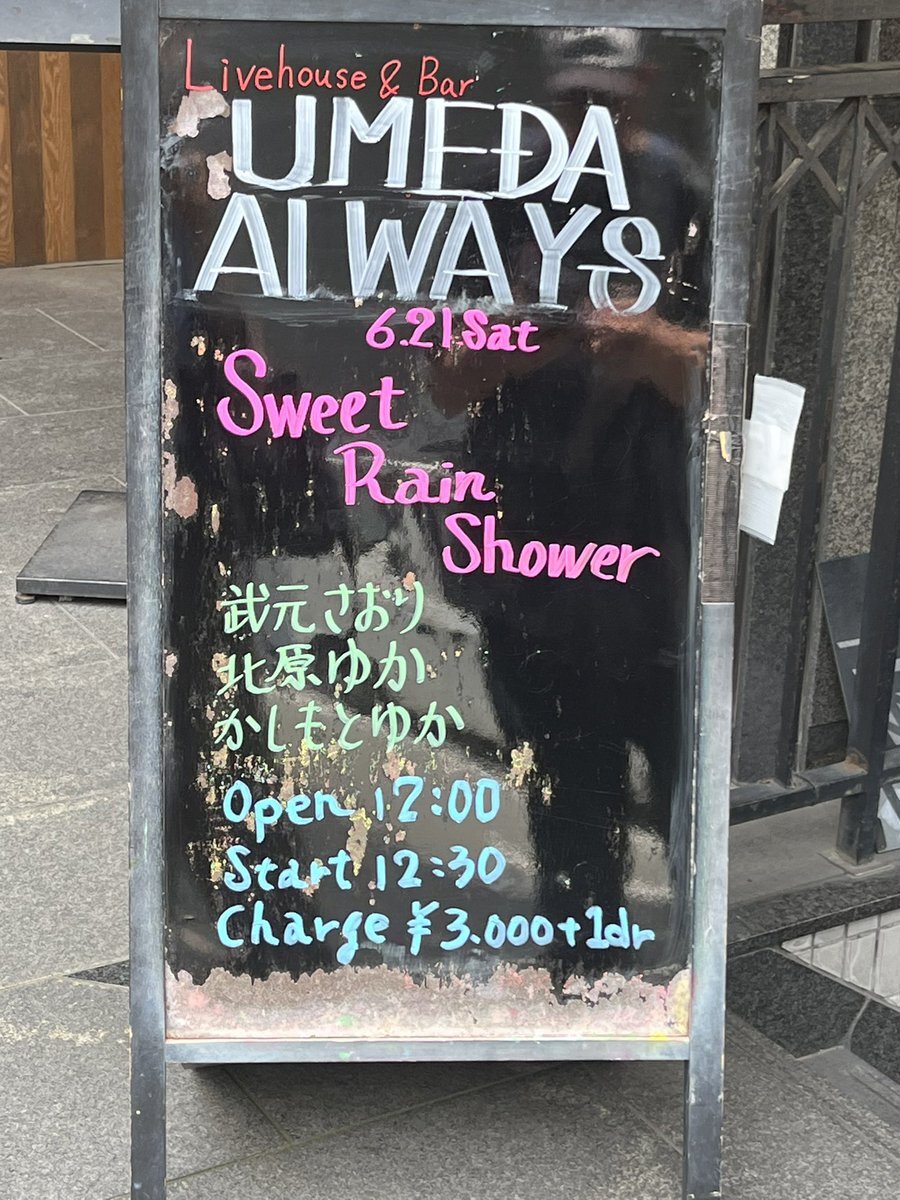 Livehouse & Bar
UMEDA
ALWAYS
6.21 Sat
Sweet
Rain
Shower
武元さおり
北原ゆか
かしもとゆか
Open 12:00
Start 12:30
Charge ¥3.000+1dr